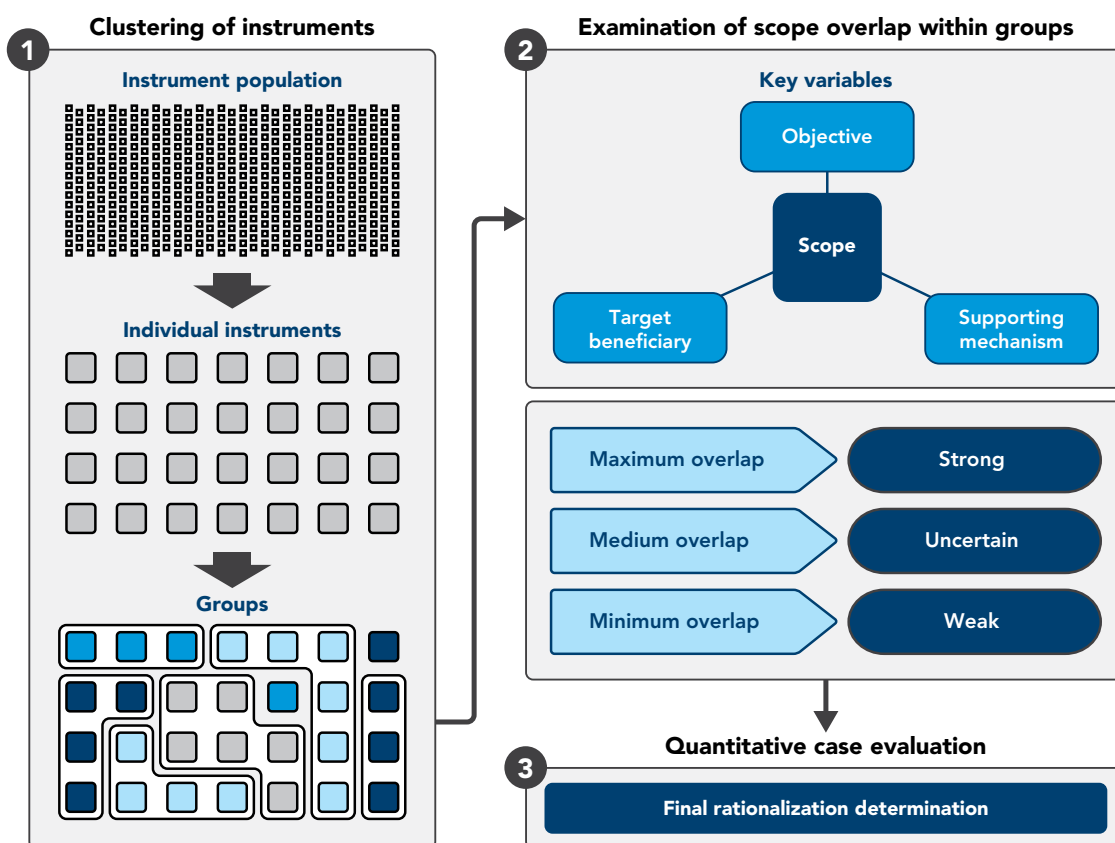 Clustering of instruments
1
Instrument population
Individual instruments
Groups
Examination of scope overlap within groups
2
Key variables
Objective
Scope
Target
beneficiary
Supporting
mechanism
Maximum overlap
Strong
Medium overlap
Uncertain
Minimum overlap
Weak
Quantitative case evaluation
3
Final rationalization determination